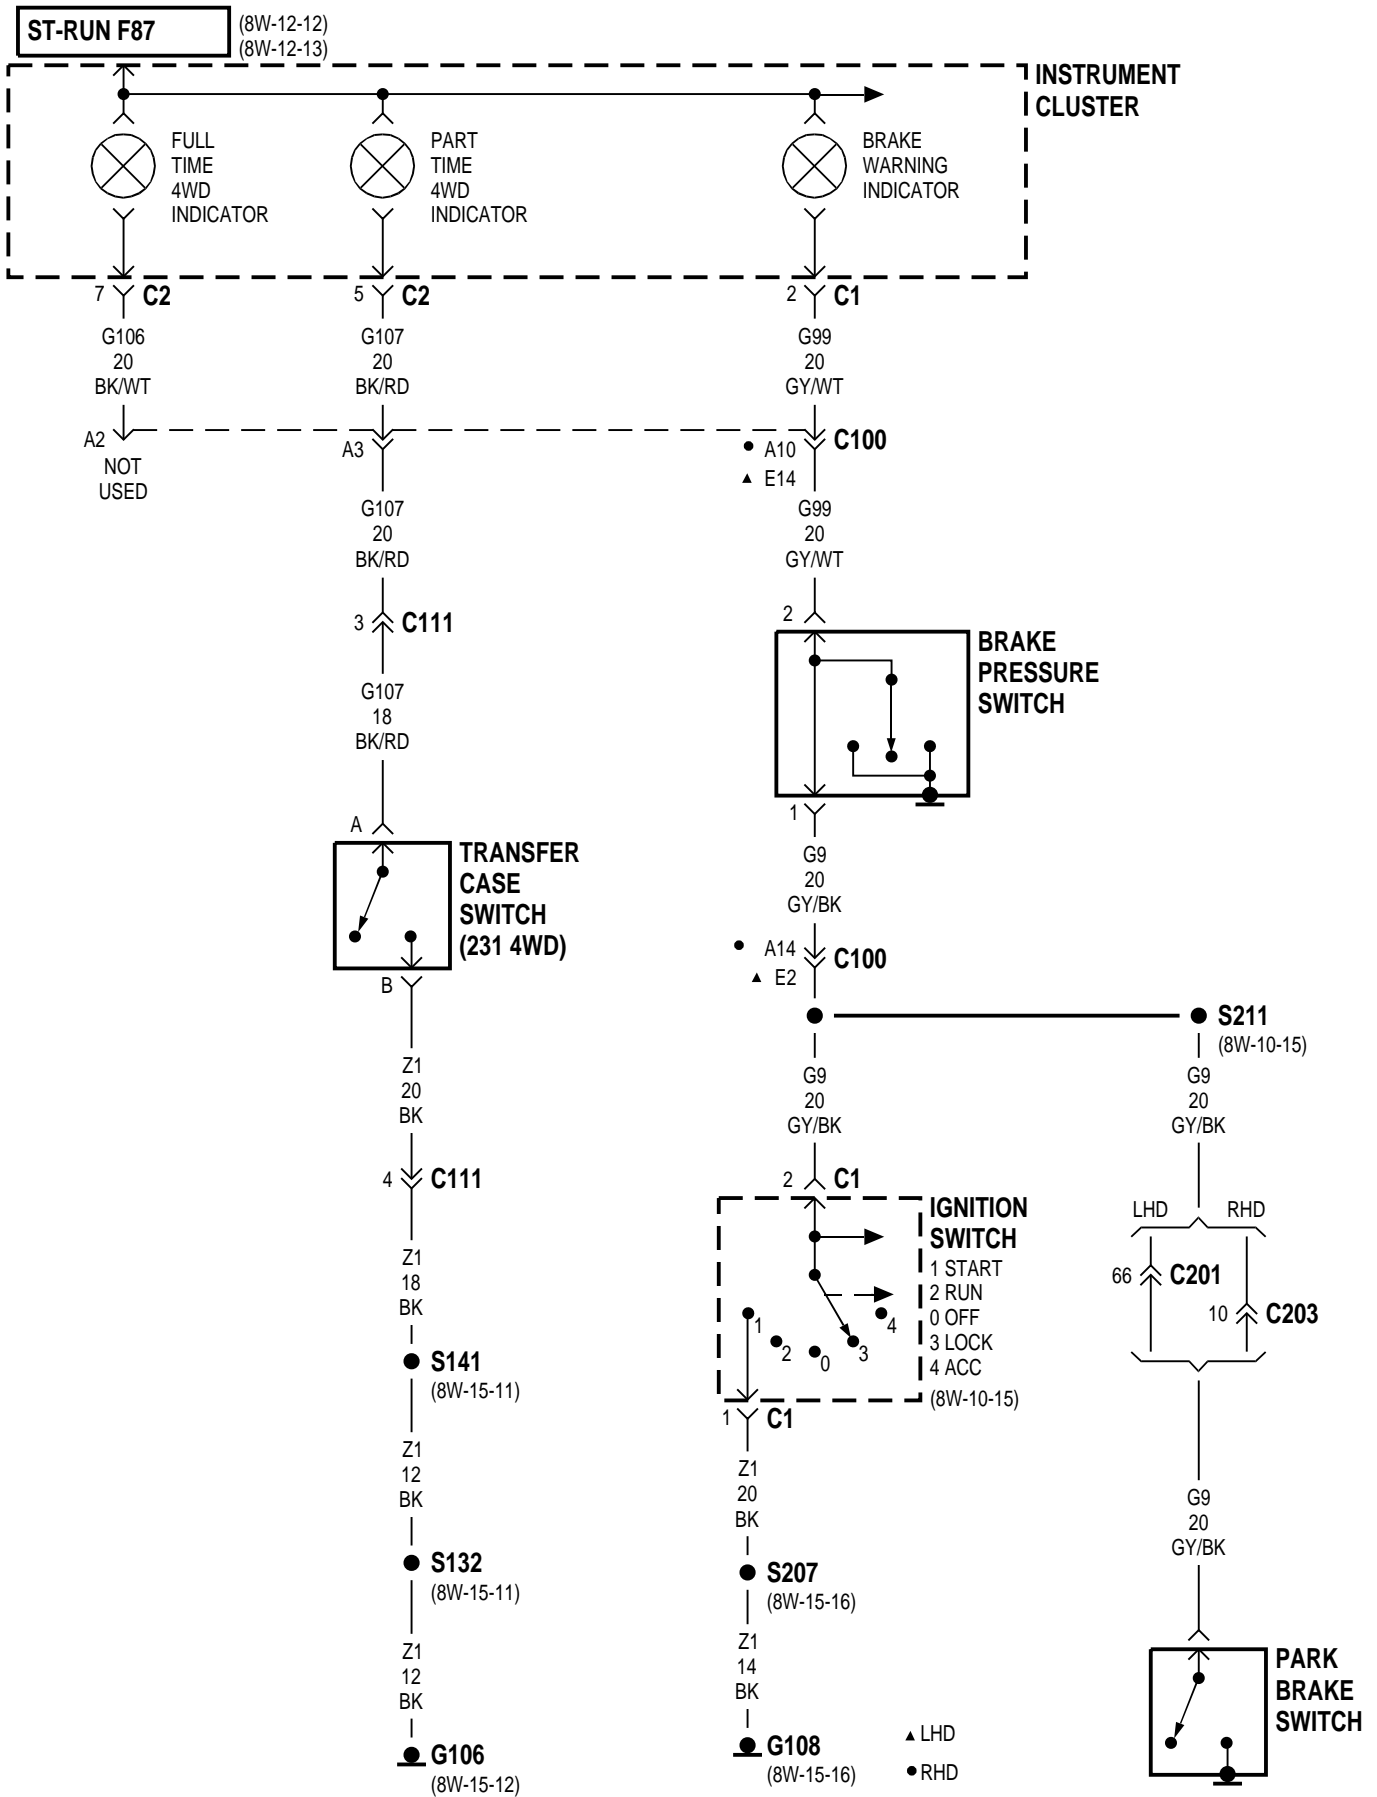 ST-RUN F87
(8W-12-12)
(8W-12-13)
INSTRUMENT
CLUSTER
FULL
TIME
4WD
INDICATOR
PART
TIME
4WD
INDICATOR
BRAKE
WARNING
INDICATOR
7 C2
5 C2
2 C1
G106
20
BK/WT
G107
20
BK/RD
G99
20
GY/WT
A2
NOT
USED
A3
C100
● A10
▲ E14
G107
20
BK/RD
G99
20
GY/WT
3 C111
2
BRAKE
PRESSURE
SWITCH
G107
18
BK/RD
1
A
TRANSFER
CASE
SWITCH
(231 4WD)
G9
20
GY/BK
● A14
▲ E2
C100
B
S211
(8W-10-15)
Z1
20
BK
G9
20
GY/BK
G9
20
GY/BK
4 C111
2 C1
IGNITION
SWITCH
1 START
2 RUN
0 OFF
3 LOCK
4 ACC
(8W-10-15)
1
2
0
3
4
LHD
RHD
66 C201
10 C203
Z1
18
BK
S141
(8W-15-11)
1 C1
Z1
12
BK
Z1
20
BK
G9
20
GY/BK
S132
(8W-15-11)
S207
(8W-15-16)
Z1
12
BK
Z1
14
BK
PARK
BRAKE
SWITCH
G106
(8W-15-12)
G108
(8W-15-16)
▲ LHD
● RHD